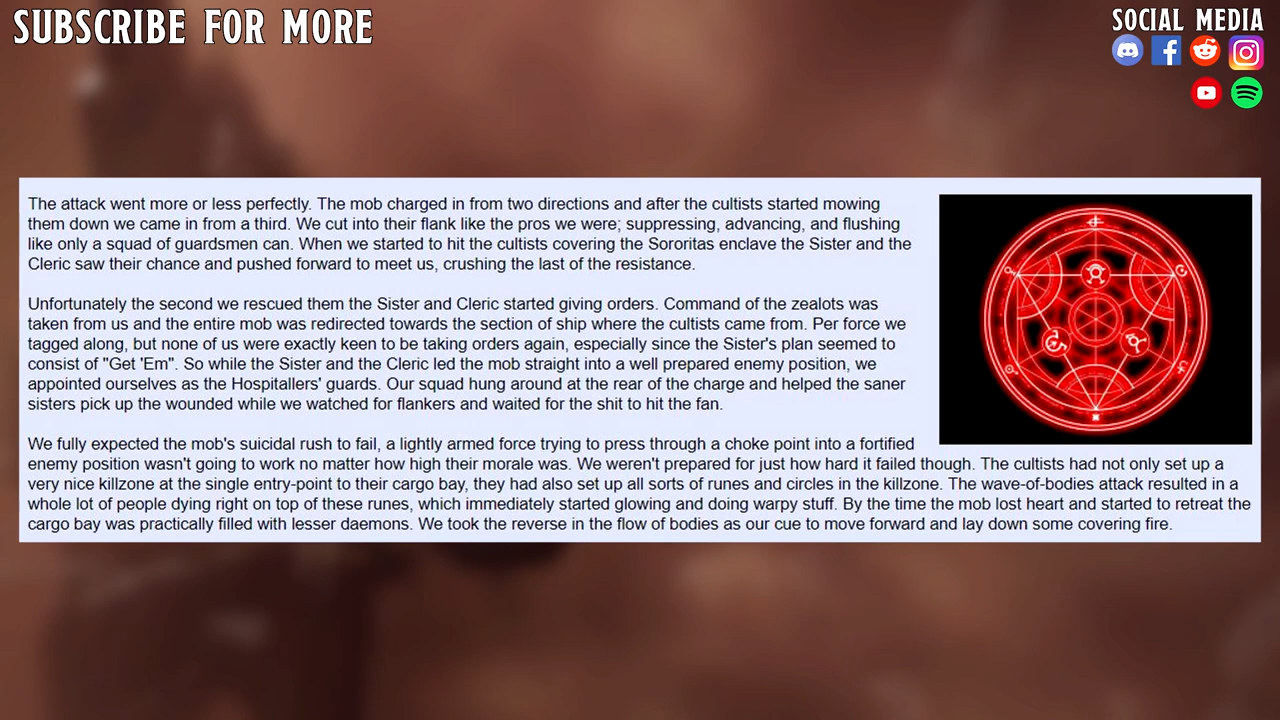 SUBSCRIBE FOR MORE
SOCIAL MEDIA
The attack went more or less perfectly. The mob charged in from two directions and after the cultists started mowing
them down we came in from a third. We cut into their flank like the pros we were; suppressing, advancing, and flushing
like only a squad of guardsmen can. When we started to hit the cultists covering the Sororitas enclave the Sister and the
Cleric saw their chance and pushed forward to meet us, crushing the last of the resistance.
Unfortunately the second we rescued them the Sister and Cleric started giving orders. Command of the zealots was
taken from us and the entire mob was redirected towards the section of ship where the cultists came from. Per force we
tagged along, but none of us were exactly keen to be taking orders again, especially since the Sister's plan seemed to
consist of "Get 'Em". So while the Sister and the Cleric led the mob straight into a well prepared enemy position, we
appointed ourselves as the Hospitallers' guards. Our squad hung around at the rear of the charge and helped the saner
sisters pick up the wounded while we watched for flankers and waited for the shit to hit the fan.
We fully expected the mob's suicidal rush to fail, a lightly armed force trying to press through a choke point into a fortified
enemy position wasn't going to work no matter how high their morale was. We weren't prepared for just how hard it failed though. The cultists had not only set up a
very nice killzone at the single entry-point to their cargo bay, they had also set up all sorts of runes and circles in the killzone. The wave-of-bodies attack resulted in a
whole lot of people dying right on top of these runes, which immediately started glowing and doing warpy stuff. By the time the mob lost heart and started to retreat the
cargo bay was practically filled with lesser daemons. We took the reverse in the flow of bodies as our cue to move forward and lay down some covering fire.